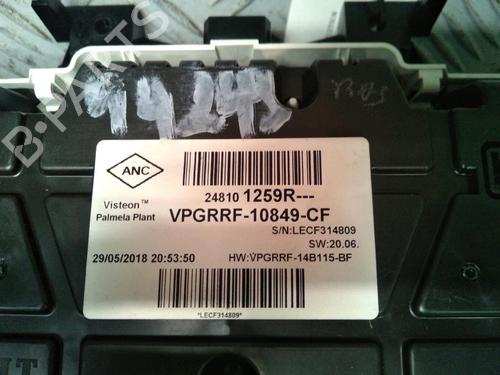 B-PARTS
ANC
Visteon™
Palmela Plant
24810 1259R---
VPGRRF-10849-CF
S/N:LECF314809
SW:20.06.
29/05/2018 20:53:50
HW:VPGRRF-14B115-BF
*LECF314809*